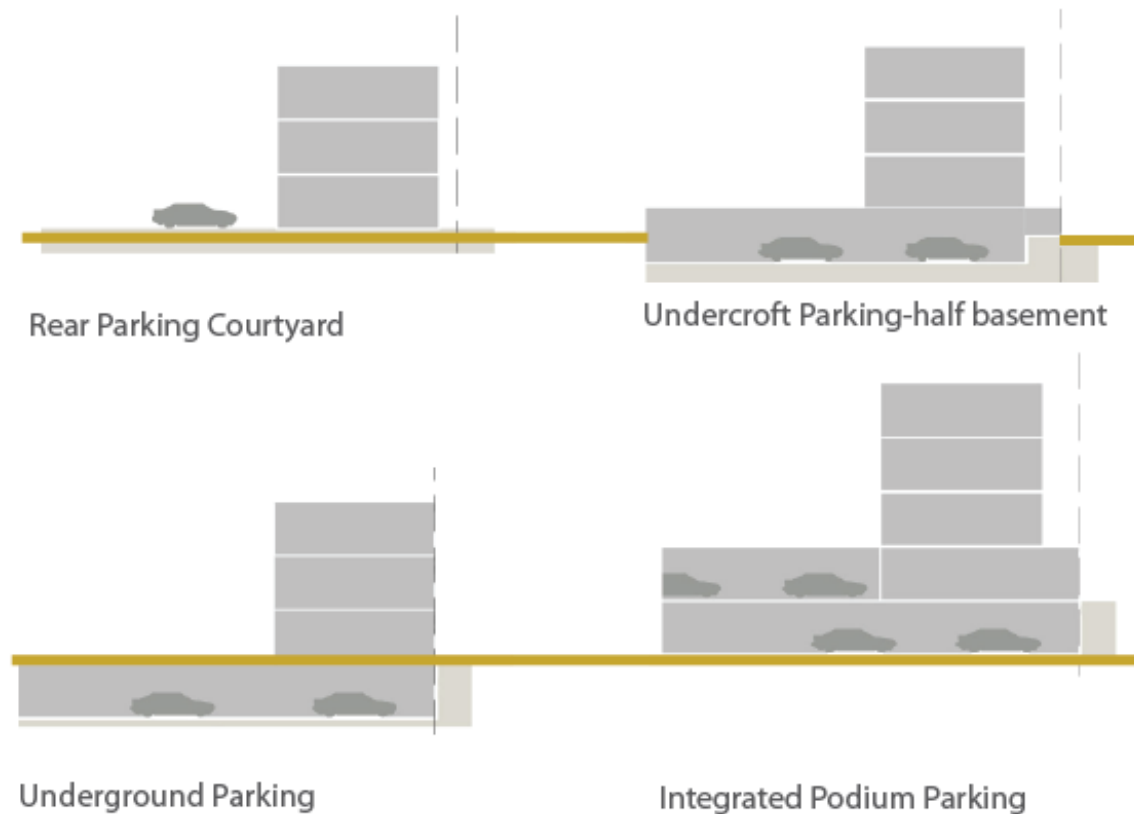 Rear Parking Courtyard
Undercroft Parking-half basement
Underground Parking
Integrated Podium Parking